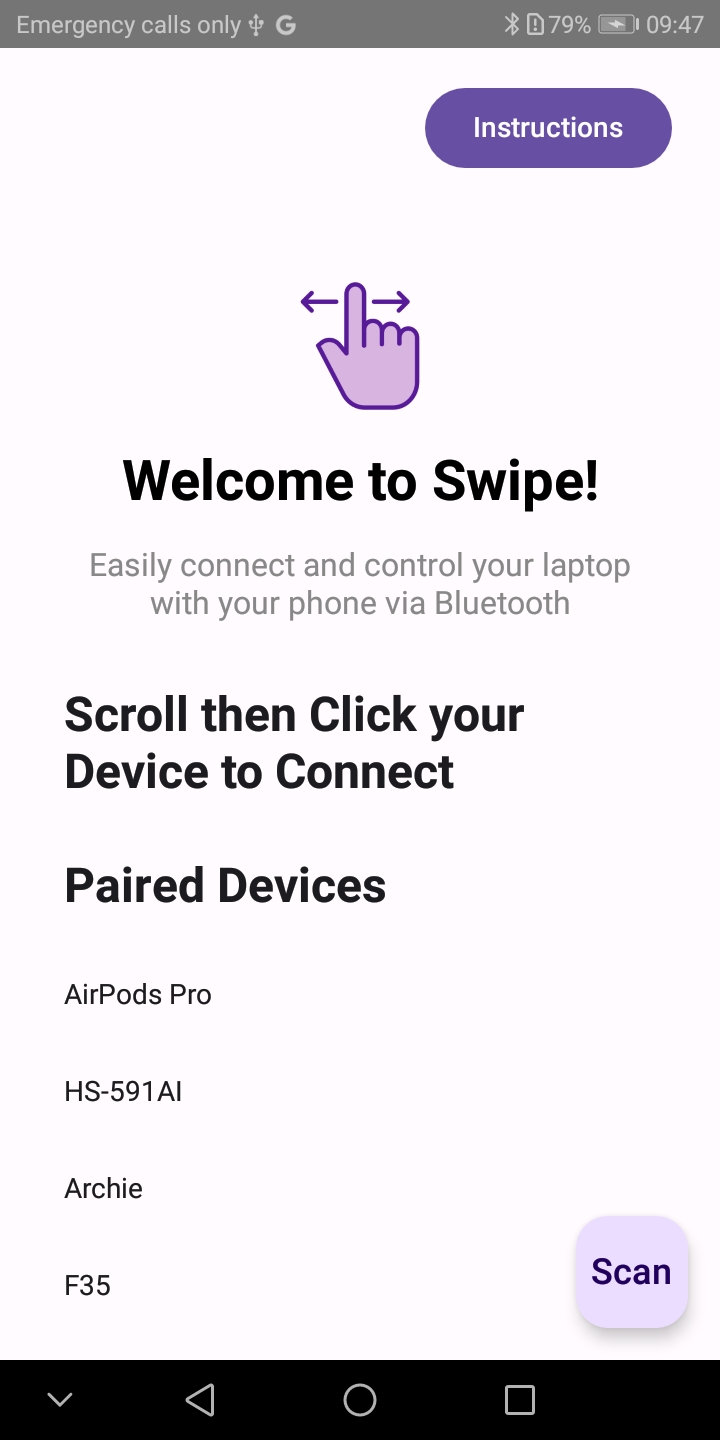 Emergency calls only
79% 09:47
Instructions
Welcome to Swipe!
Easily connect and control your laptop
with your phone via Bluetooth
Scroll then Click your
Device to Connect
Paired Devices
AirPods Pro
HS-591AI
Archie
F35
Scan